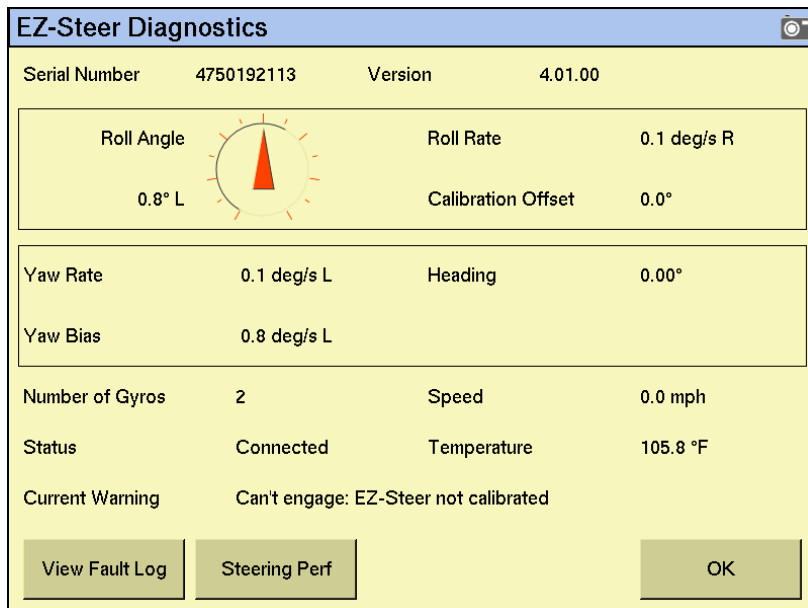 EZ-Steer Diagnostics
Serial Number 4750192113 Version 4.01.00
Roll Angle Roll Rate 0.1 deg/s R
0.8° L Calibration Offset 0.0°
Yaw Rate 0.1 deg/s L Heading 0.00°
Yaw Bias 0.8 deg/s L
Number of Gyros 2 Speed 0.0 mph
Status Connected Temperature 105.8 °F
Current Warning Can't engage: EZ-Steer not calibrated
View Fault Log Steering Perf OK